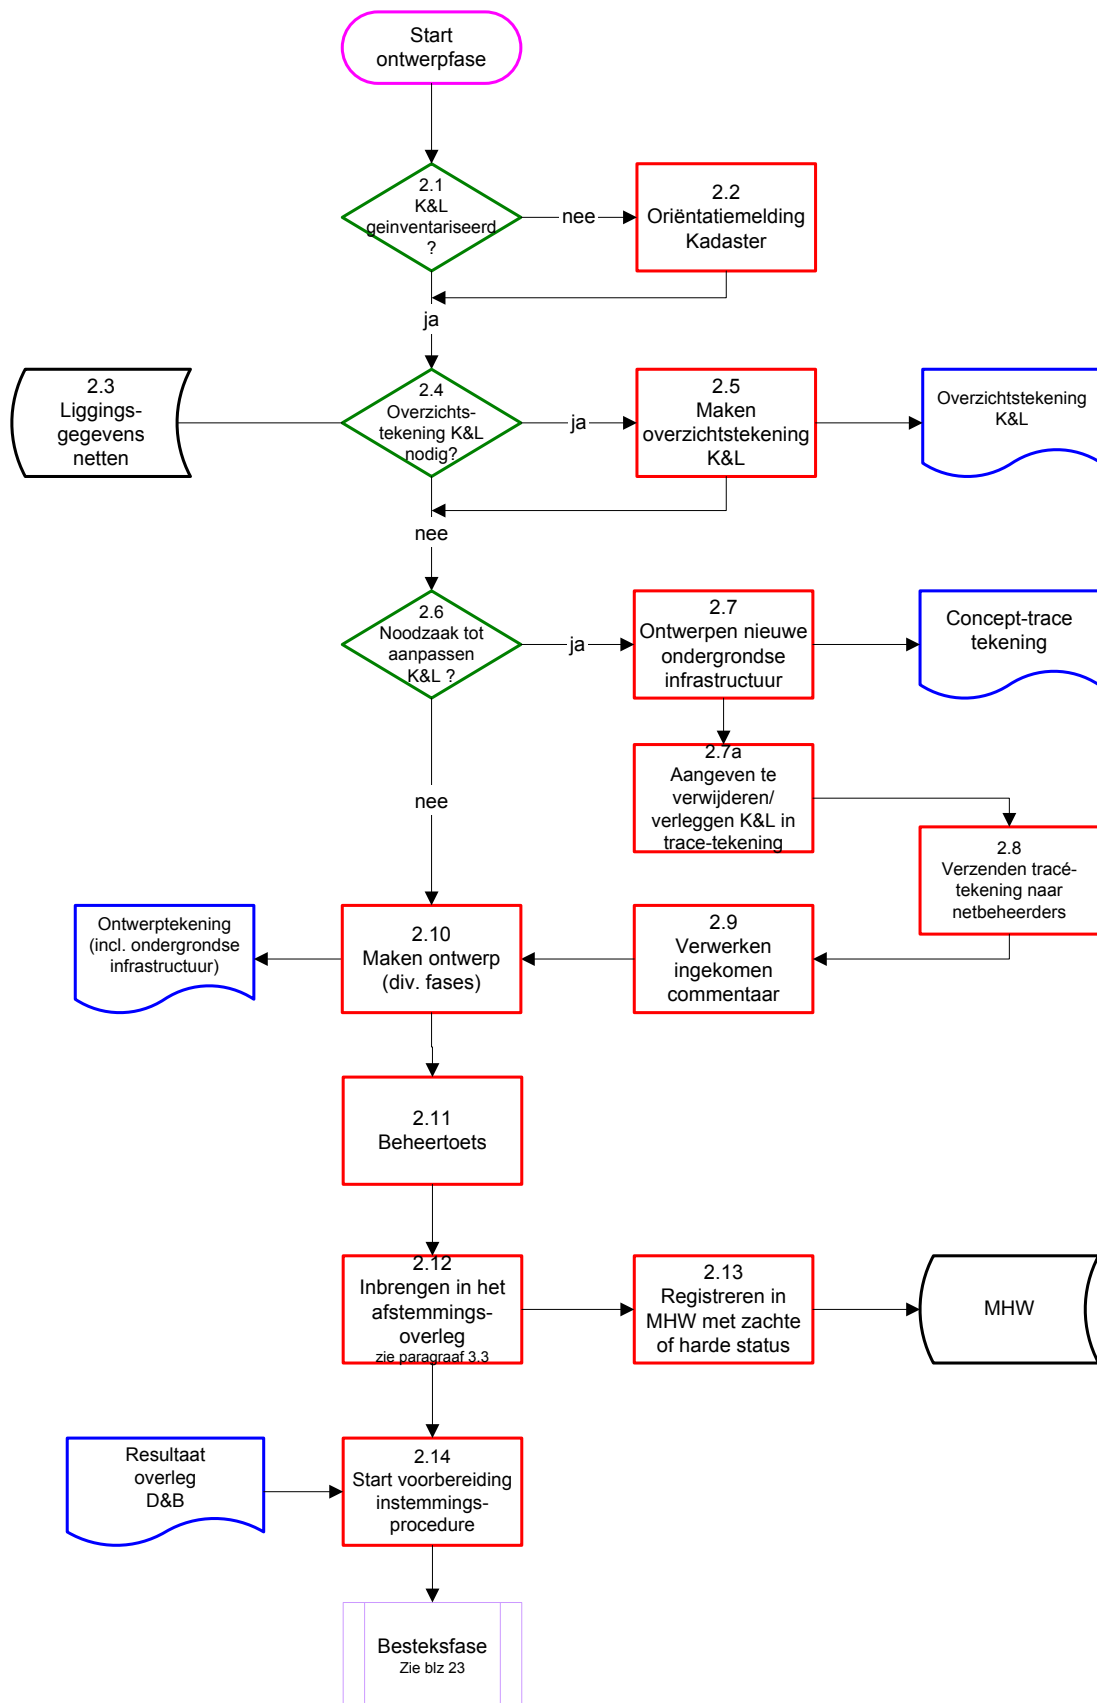 Start
ontwerpfase
2.1
K&L
geinventariseerd
?
nee
2.2
Oriëntatiemelding
Kadaster
ja
2.3
Liggings-
gegevens
netten
2.4
Overzichts-
tekening K&L
nodig?
ja
2.5
Maken
overzichtstekening
K&L
Overzichtstekening
K&L
nee
2.6
Noodzaak tot
aanpassen
K&L ?
ja
2.7
Ontwerpen nieuwe
ondergrondse
infrastructuur
Concept-trace
tekening
2.7a
Aangeven te
verwijderen/
verleggen K&L in
trace-tekening
nee
2.8
Verzenden tracé-
tekening naar
netbeheerders
Ontwerptekening
(incl. ondergrondse
infrastructuur)
2.10
Maken ontwerp
(div. fases)
2.9
Verwerken
ingekomen
commentaar
2.11
Beheertoets
2.12
Inbrengen in het
afstemmings-
overleg
zie paragraaf 3.3
2.13
Registreren in
MHW met zachte
of harde status
MHW
Resultaat
overleg
D&B
2.14
Start voorbereiding
instemmings-
procedure
Besteksfase
Zie blz 23